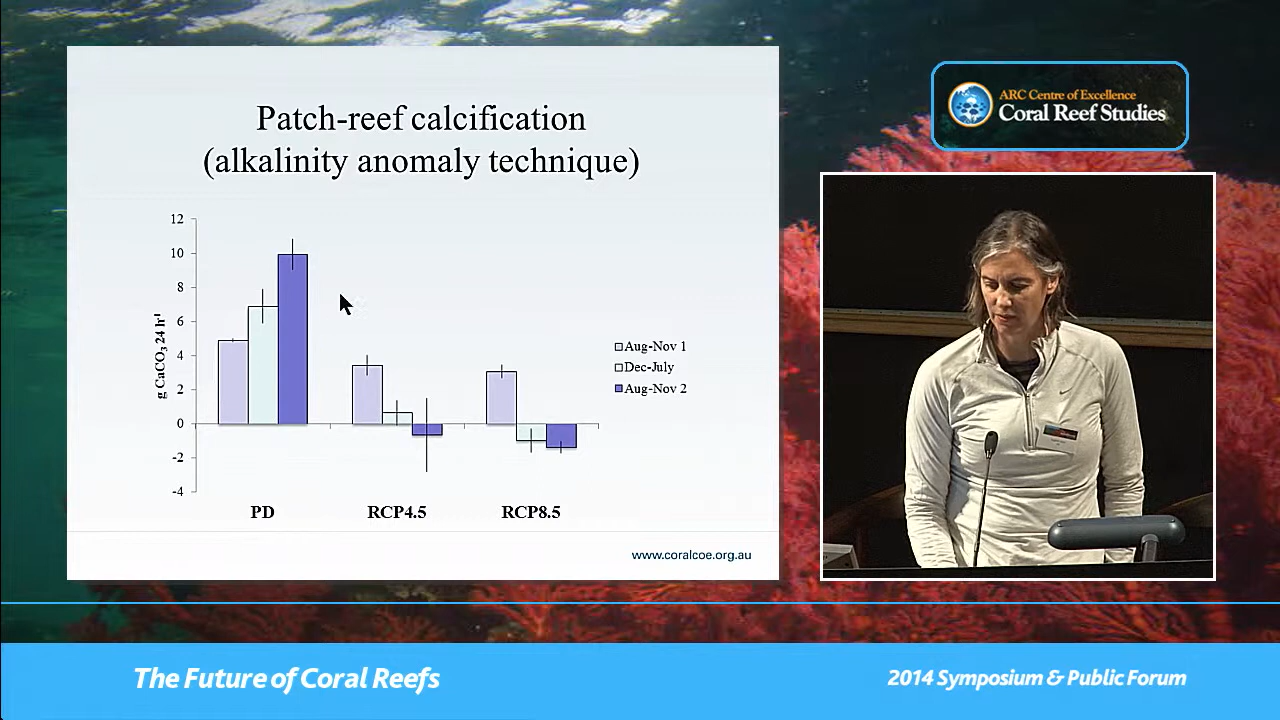 Patch-reef calcification
(alkalinity anomaly technique)
12
10
8
6
4
2
0
-2
-4
g CaCO₃ 24 h¹
Aug-Nov 1
Dec-July
Aug-Nov 2
PD
RCP4.5
RCP8.5
www.coralcoe.org.au
ARC Centre of Excellence
Coral Reef Studies
The Future of Coral Reefs
2014 Symposium & Public Forum